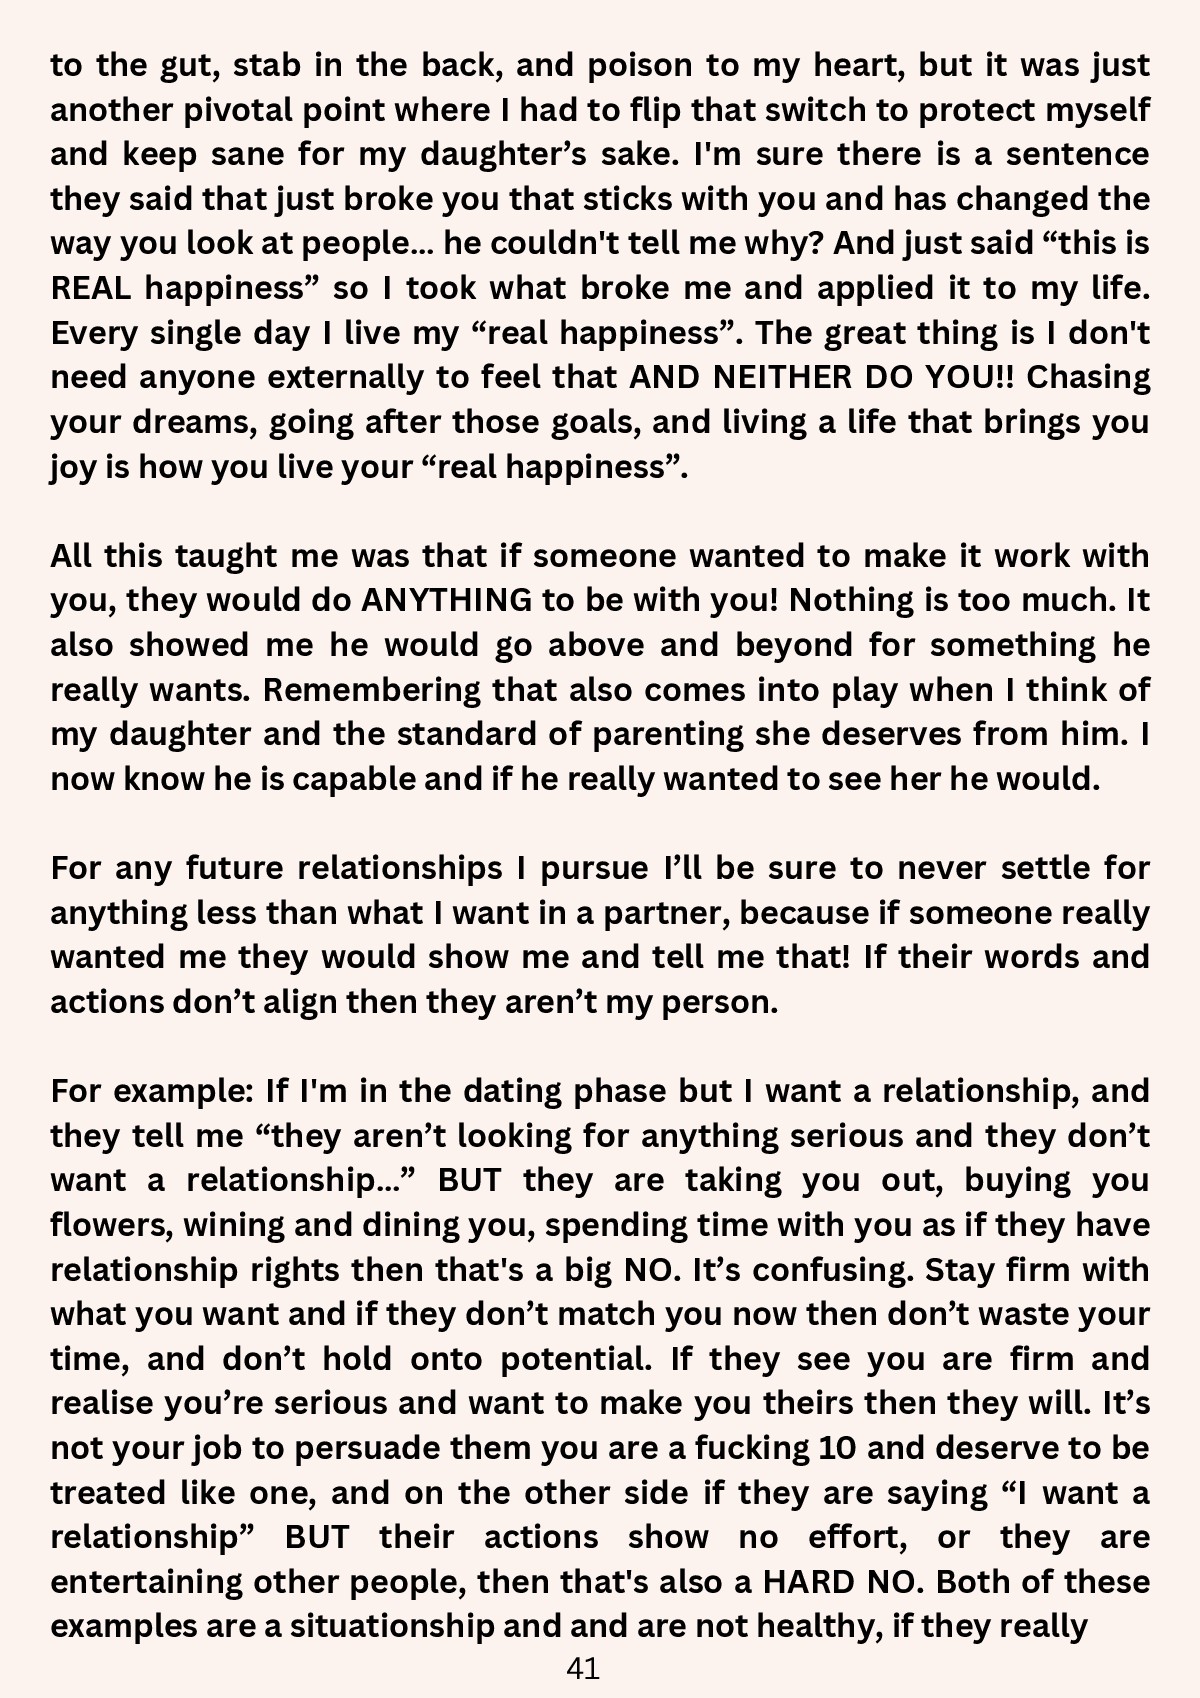 to the gut, stab in the back, and poison to my heart, but it was just
another pivotal point where I had to flip that switch to protect myself
and keep sane for my daughter’s sake. I'm sure there is a sentence
they said that just broke you that sticks with you and has changed the
way you look at people... he couldn't tell me why? And just said “this is
REAL happiness” so I took what broke me and applied it to my life.
Every single day I live my “real happiness”. The great thing is I don't
need anyone externally to feel that AND NEITHER DO YOU!! Chasing
your dreams, going after those goals, and living a life that brings you
joy is how you live your “real happiness”.

All this taught me was that if someone wanted to make it work with
you, they would do ANYTHING to be with you! Nothing is too much. It
also showed me he would go above and beyond for something he
really wants. Remembering that also comes into play when I think of
my daughter and the standard of parenting she deserves from him. I
now know he is capable and if he really wanted to see her he would.

For any future relationships I pursue I’ll be sure to never settle for
anything less than what I want in a partner, because if someone really
wanted me they would show me and tell me that! If their words and
actions don’t align then they aren’t my person.

For example: If I'm in the dating phase but I want a relationship, and
they tell me “they aren’t looking for anything serious and they don’t
want a relationship...” BUT they are taking you out, buying you
flowers, wining and dining you, spending time with you as if they have
relationship rights then that's a big NO. It’s confusing. Stay firm with
what you want and if they don’t match you now then don’t waste your
time, and don’t hold onto potential. If they see you are firm and
realise you’re serious and want to make you theirs then they will. It’s
not your job to persuade them you are a fucking 10 and deserve to be
treated like one, and on the other side if they are saying “I want a
relationship” BUT their actions show no effort, or they are
entertaining other people, then that's also a HARD NO. Both of these
examples are a situationship and and are not healthy, if they really
41